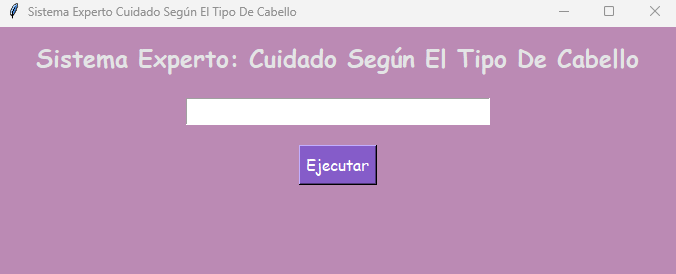 Sistema Experto Cuidado Según El Tipo De Cabello
Sistema Experto: Cuidado Según El Tipo De Cabello
Ejecutar